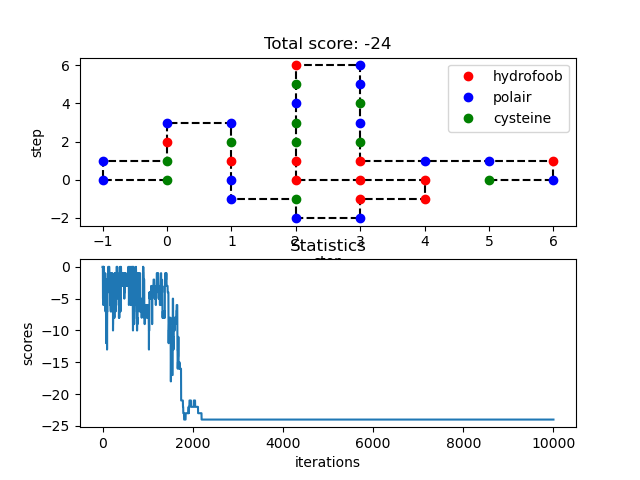 Total score: -24
6
4
2
0
−2
step
hydrofoob
polair
cysteine
−1
0
1
2
3
4
5
6
step
Statistics
0
−5
−10
−15
−20
−25
scores
0
2000
4000
6000
8000
10000
iterations